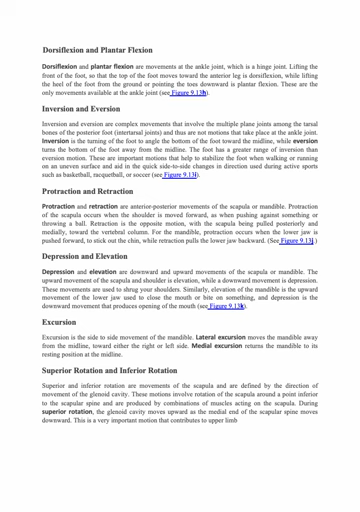 Dorsiflexion and Plantar Flexion
Dorsiflexion and plantar flexion are movements at the ankle joint, which is a hinge joint. Lifting the
front of the foot, so that the top of the foot moves toward the anterior leg is dorsiflexion, while lifting
the heel of the foot from the ground or pointing the toes downward is plantar flexion. These are the
only movements available at the ankle joint (see Figure 9.13h).
Inversion and Eversion
Inversion and eversion are complex movements that involve the multiple plane joints among the tarsal
bones of the posterior foot (intertarsal joints) and thus are not motions that take place at the ankle joint.
Inversion is the turning of the foot to angle the bottom of the foot toward the midline, while eversion
turns the bottom of the foot away from the midline. The foot has a greater range of inversion than
eversion motion. These are important motions that help to stabilize the foot when walking or running
on an uneven surface and aid in the quick side-to-side changes in direction used during active sports
such as basketball, racquetball, or soccer (see Figure 9.13i).
Protraction and Retraction
Protraction and retraction are anterior-posterior movements of the scapula or mandible. Protraction
of the scapula occurs when the shoulder is moved forward, as when pushing against something or
throwing a ball. Retraction is the opposite motion, with the scapula being pulled posteriorly and
medially, toward the vertebral column. For the mandible, protraction occurs when the lower jaw is
pushed forward, to stick out the chin, while retraction pulls the lower jaw backward. (See Figure 9.13j.)
Depression and Elevation
Depression and elevation are downward and upward movements of the scapula or mandible. The
upward movement of the scapula and shoulder is elevation, while a downward movement is depression.
These movements are used to shrug your shoulders. Similarly, elevation of the mandible is the upward
movement of the lower jaw used to close the mouth or bite on something, and depression is the
downward movement that produces opening of the mouth (see Figure 9.13k).
Excursion
Excursion is the side to side movement of the mandible. Lateral excursion moves the mandible away
from the midline, toward either the right or left side. Medial excursion returns the mandible to its
resting position at the midline.
Superior Rotation and Inferior Rotation
Superior and inferior rotation are movements of the scapula and are defined by the direction of
movement of the glenoid cavity. These motions involve rotation of the scapula around a point inferior
to the scapular spine and are produced by combinations of muscles acting on the scapula. During
superior rotation, the glenoid cavity moves upward as the medial end of the scapular spine moves
downward. This is a very important motion that contributes to upper limb